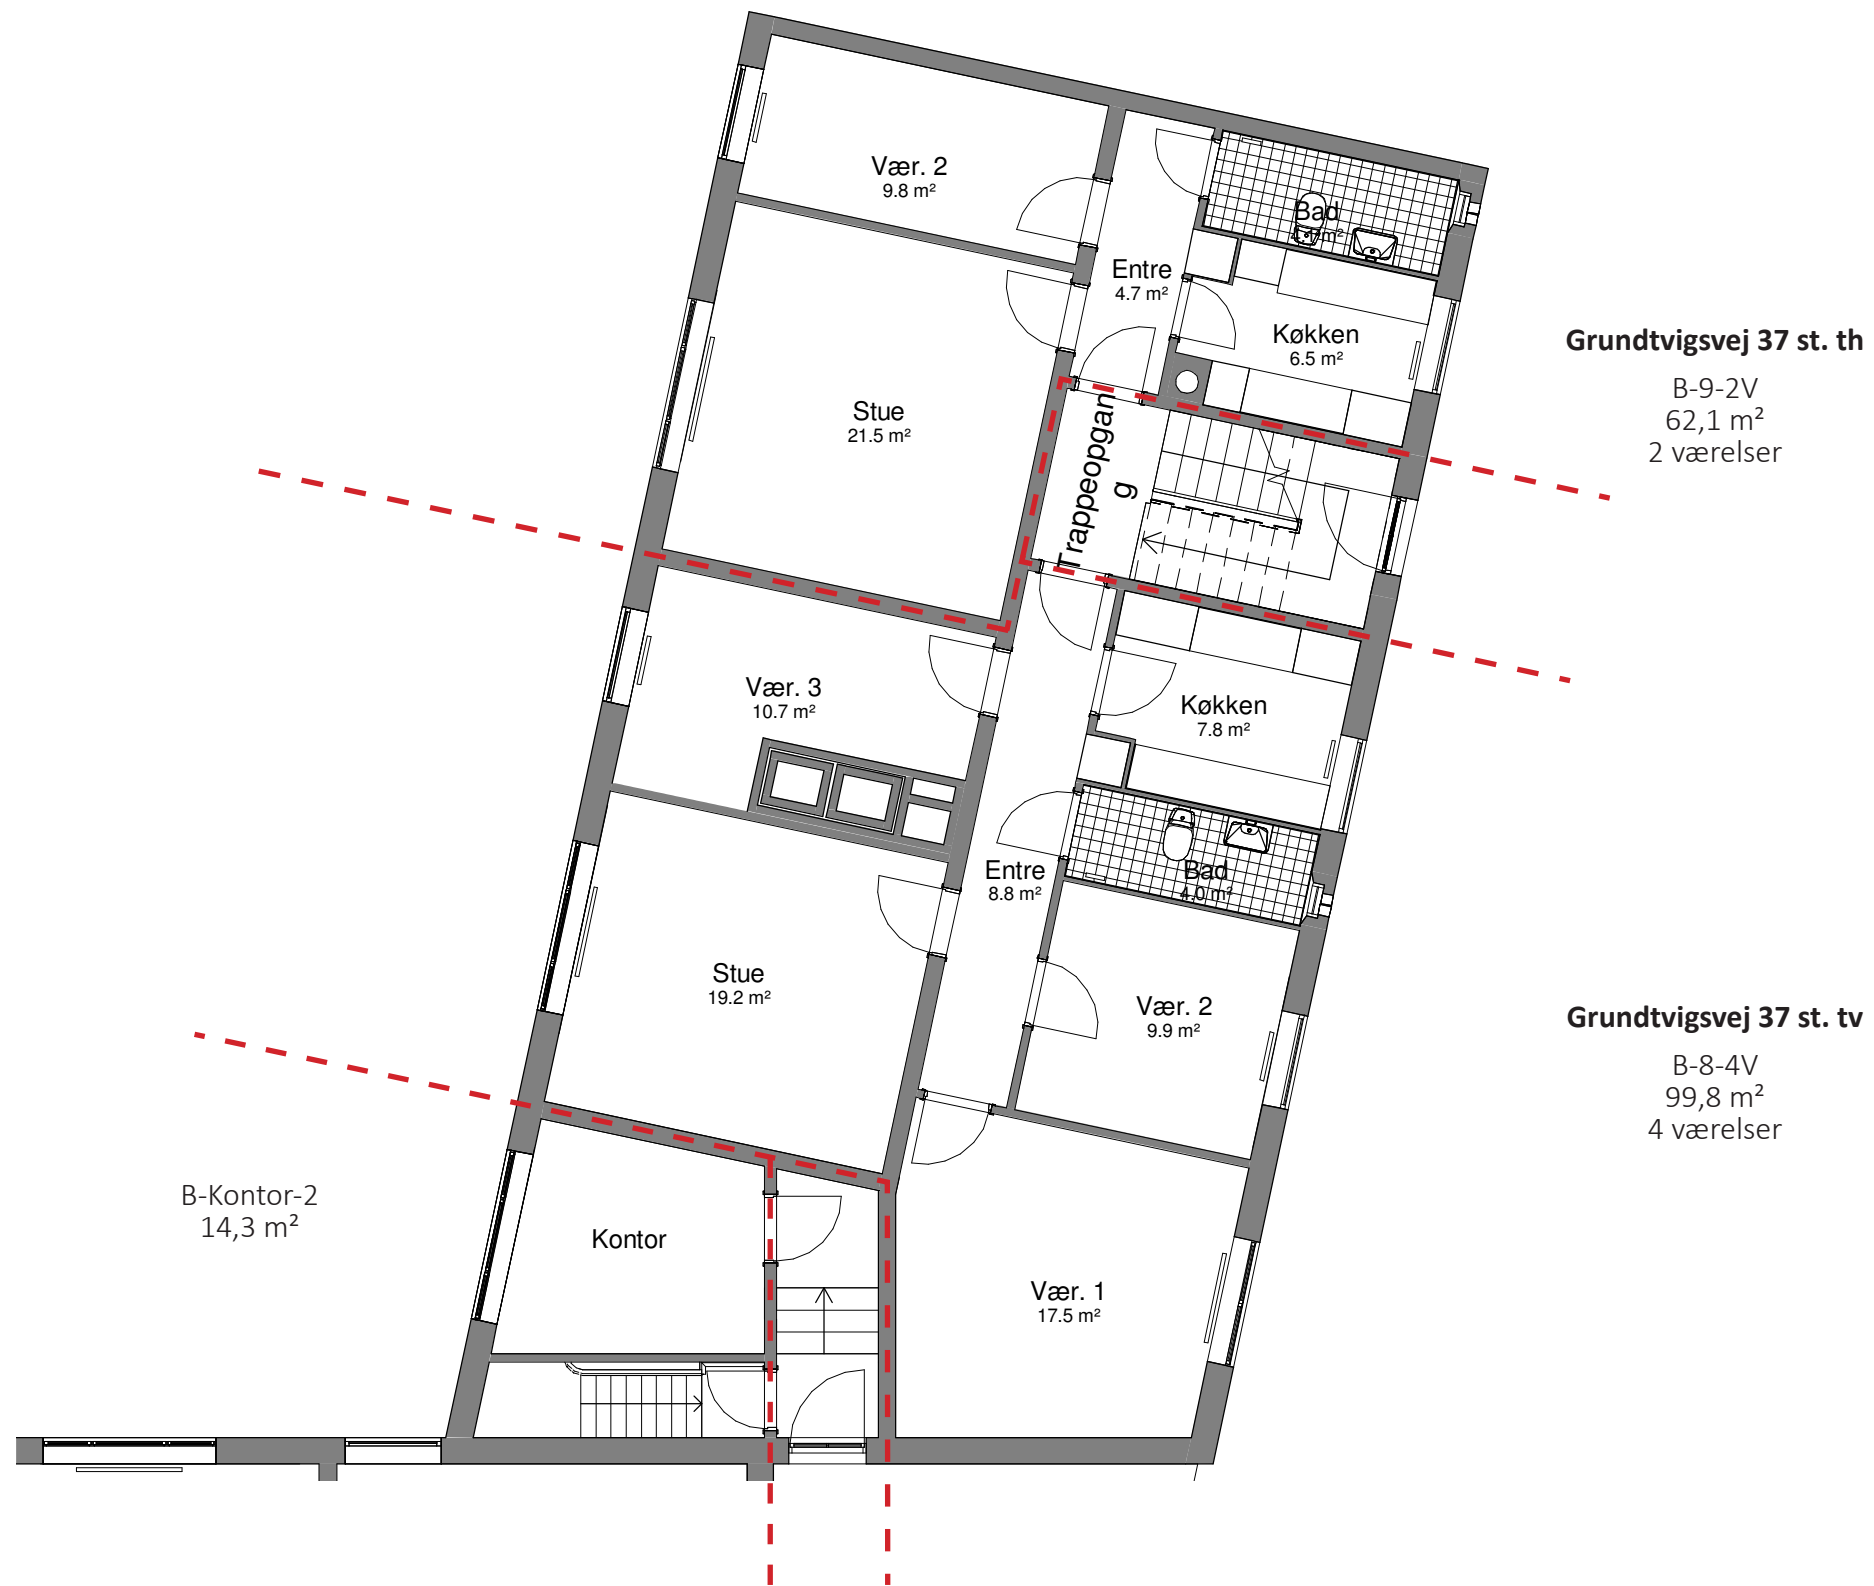 Vær. 2
9.8 m²
Bad
Entre
4.7 m²
Køkken
6.5 m²
Grundtvigsvej 37 st. th
B-9-2V
62,1 m²
2 værelser
Stue
21.5 m²
Trappeopgan
g
Vær. 3
10.7 m²
Køkken
7.8 m²
Entre
8.8 m²
Bad
4.0 m²
Stue
19.2 m²
Vær. 2
9.9 m²
Grundtvigsvej 37 st. tv
B-8-4V
99,8 m²
4 værelser
B-Kontor-2
14,3 m²
Kontor
Vær. 1
17.5 m²